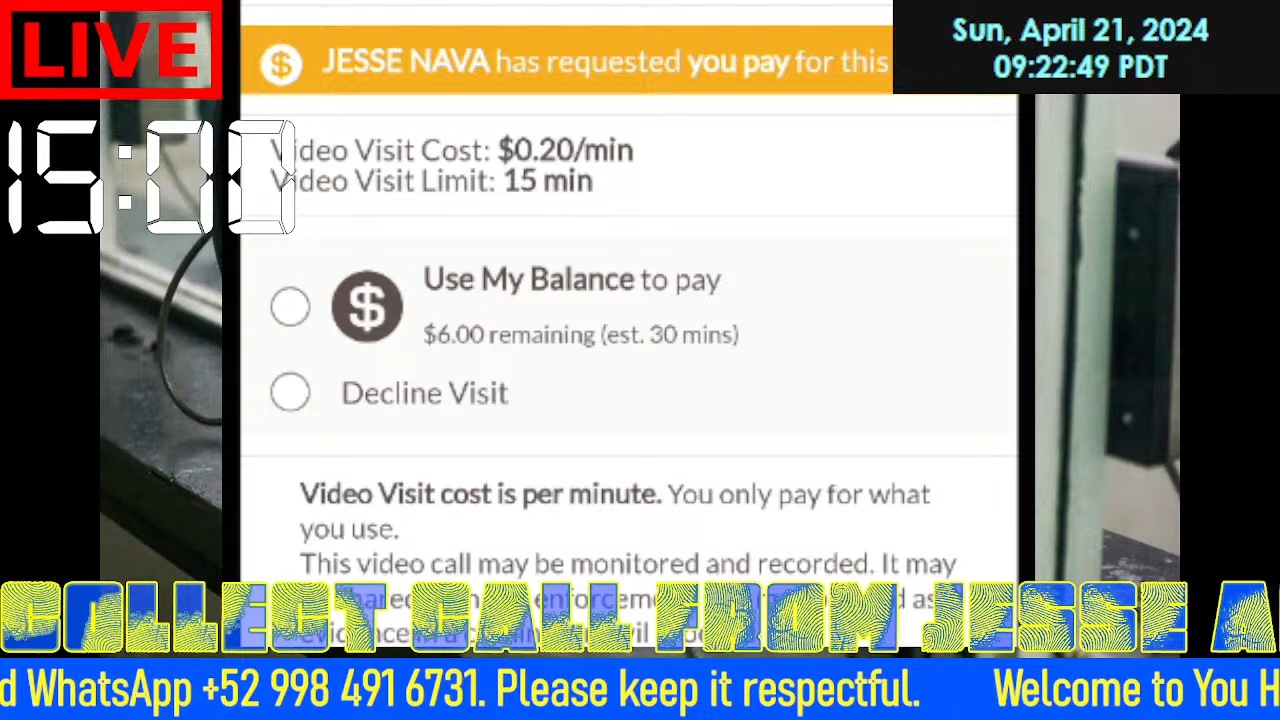 LIVE
Sun, April 21, 2024
09:22:49 PDT
JESSE NAVA has requested you pay for this
15:00
Video Visit Cost: $0.20/min
Video Visit Limit: 15 min
Use My Balance to pay
$6.00 remaining (est. 30 mins)
Decline Visit
Video Visit cost is per minute. You only pay for what
you use.
This video call may be monitored and recorded. It may
COLLECT CALL FROM JESSE A
d WhatsApp +52 998 491 6731. Please keep it respectful.
Welcome to You H